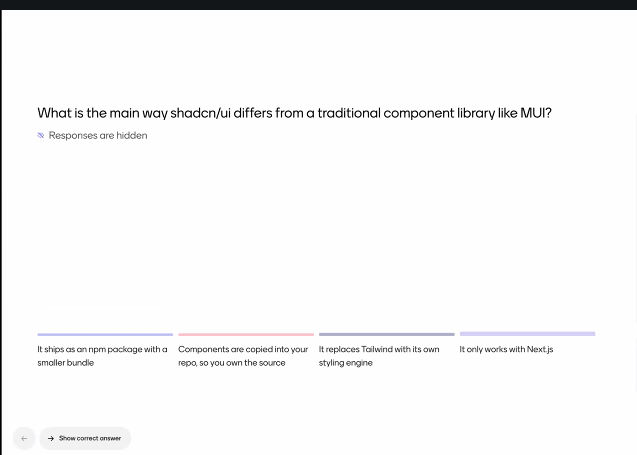 What is the main way shadcn/ui differs from a traditional component library like MUI?
Responses are hidden
It ships as an npm package with a
smaller bundle
Components are copied into your
repo, so you own the source
It replaces Tailwind with its own
styling engine
It only works with Next.js
Show correct answer